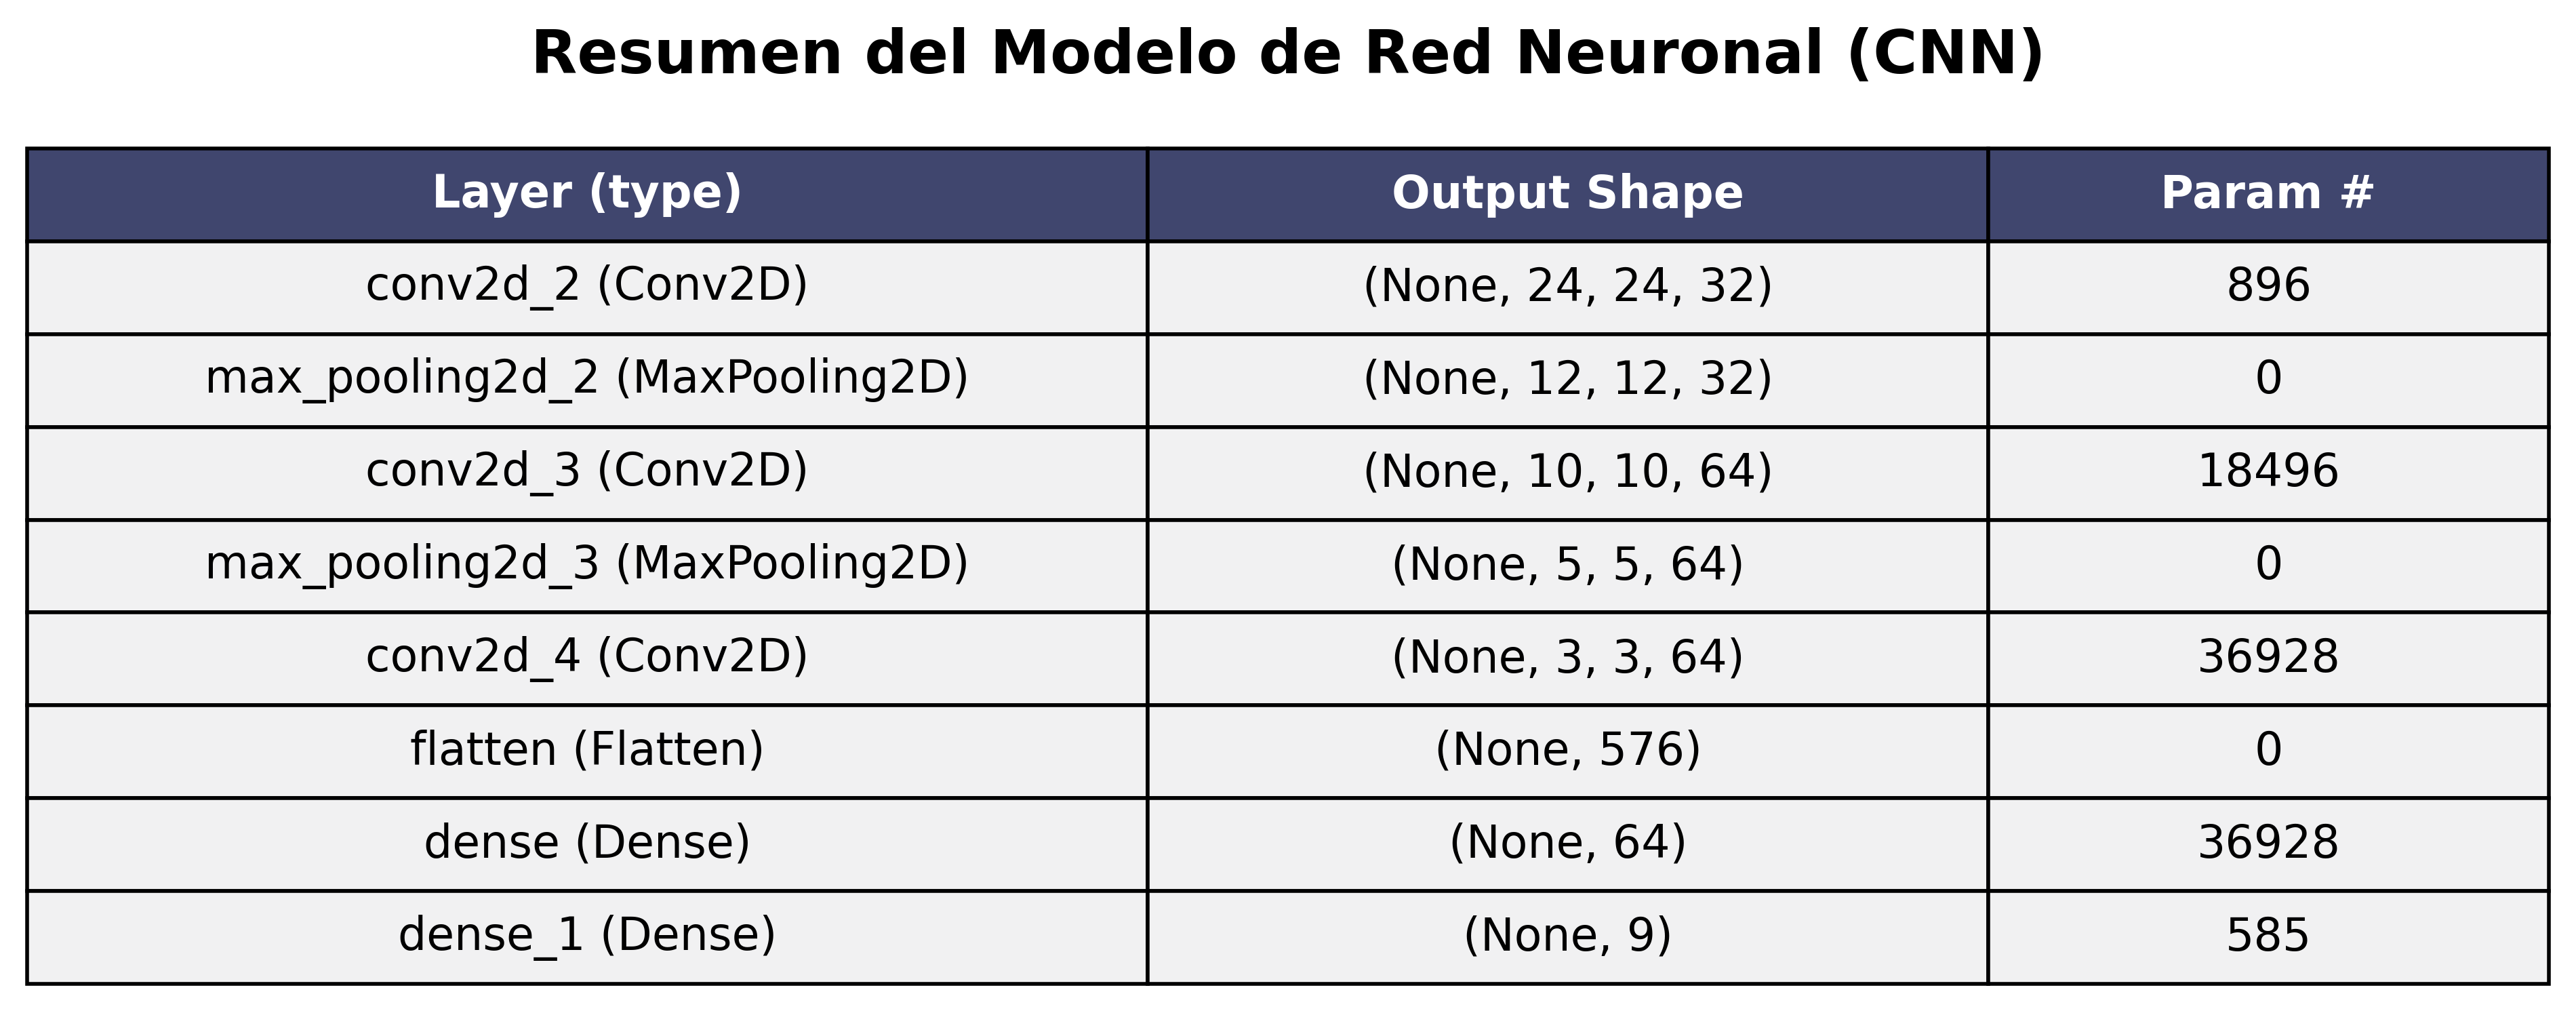 Resumen del Modelo de Red Neuronal (CNN)
Layer (type) Output Shape Param #
conv2d_2 (Conv2D) (None, 24, 24, 32) 896
max_pooling2d_2 (MaxPooling2D) (None, 12, 12, 32) 0
conv2d_3 (Conv2D) (None, 10, 10, 64) 18496
max_pooling2d_3 (MaxPooling2D) (None, 5, 5, 64) 0
conv2d_4 (Conv2D) (None, 3, 3, 64) 36928
flatten (Flatten) (None, 576) 0
dense (Dense) (None, 64) 36928
dense_1 (Dense) (None, 9) 585